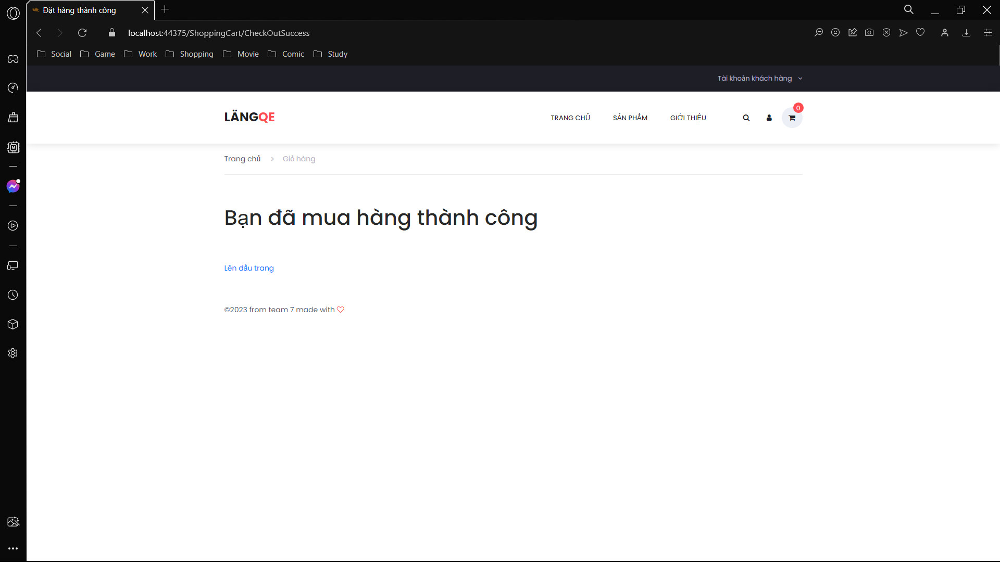 Đặt hàng thành công
localhost:44375/ShoppingCart/CheckOutSuccess
Social Game Work Shopping Movie Comic Study
Tài khoản khách hàng
LÄNGQE
TRANG CHỦ SẢN PHẨM GIỚI THIỆU
0
Trang chủ > Giỏ hàng
Bạn đã mua hàng thành công
Lên đầu trang
©2023 from team 7 made with ♡